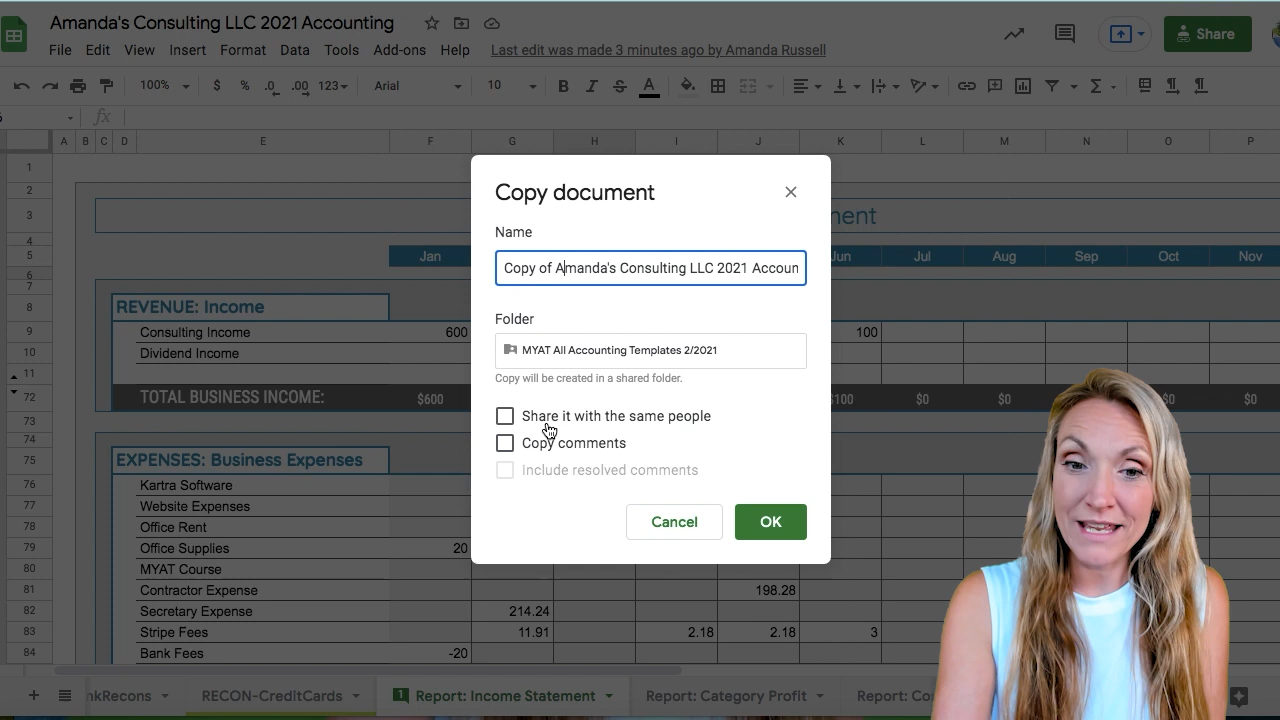 Amanda's Consulting LLC 2021 Accounting
File Edit View Insert Format Data Tools Add-ons Help Last edit was made 3 minutes ago by Amanda Russell
Share
100% $ % .0 .00 123 Arial 10 B I S A
fx
A B C D E F G H I J K L M N O P
1
2
3
4
5 Jan Jun Jul Aug Sep Oct Nov
6
7
8 REVENUE: Income
9 Consulting Income 600 100
10 Dividend Income
11
72 TOTAL BUSINESS INCOME: $600 $0 $0 $0 $0
73
74
75 EXPENSES: Business Expenses
76 Kartra Software
77 Website Expenses
78 Office Rent
79 Office Supplies 20
80 MYAT Course
81 Contractor Expense 198.28
82 Secretary Expense 214.24
83 Stripe Fees 11.91 2.18 2.18 3
84 Bank Fees -20
Copy document
Name
Copy of Amanda's Consulting LLC 2021 Accoun
Folder
MYAT All Accounting Templates 2/2021
Copy will be created in a shared folder.
Share it with the same people
Copy comments
Include resolved comments
Cancel OK
RECON-CreditCards 1 Report: Income Statement Report: Category Profit Report: